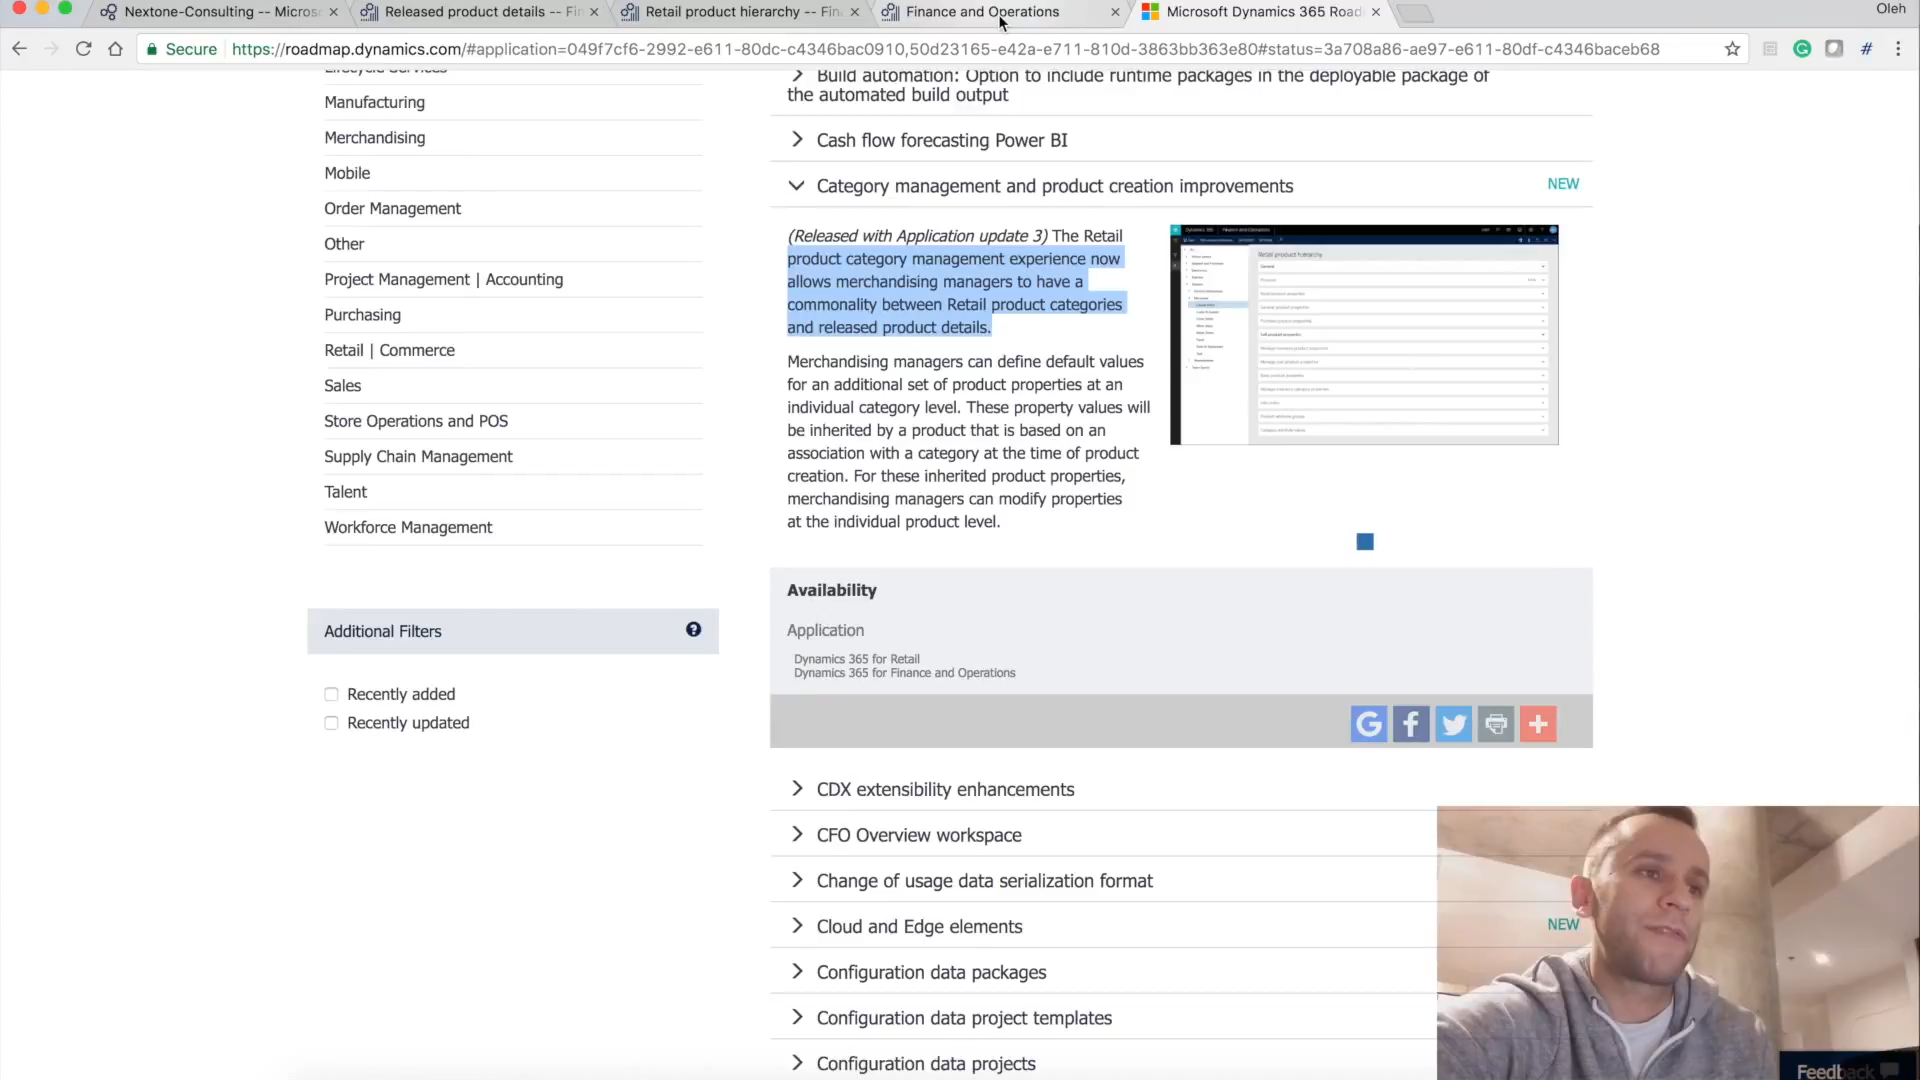 Nextone-Consulting -- Micros
Released product details -- Fin
Retail product hierarchy -- Fina
Finance and Operations
Microsoft Dynamics 365 Road
Oleh
Secure
https://roadmap.dynamics.com/#application=049f7cf6-2992-e611-80dc-c4346bac0910,50d23165-e42a-e711-810d-3863bb363e80#status=3a708a86-ae97-e611-80df-c4346baceb68
Lifecycle Services
Manufacturing
Merchandising
Mobile
Order Management
Other
Project Management | Accounting
Purchasing
Retail | Commerce
Sales
Store Operations and POS
Supply Chain Management
Talent
Workforce Management
Additional Filters
Recently added
Recently updated
Build automation: Option to include runtime packages in the deployable package of
the automated build output
Cash flow forecasting Power BI
Category management and product creation improvements
NEW
(Released with Application update 3) The Retail
product category management experience now
allows merchandising managers to have a
commonality between Retail product categories
and released product details.
Retail product hierarchy
Merchandising managers can define default values
for an additional set of product properties at an
individual category level. These property values will
be inherited by a product that is based on an
association with a category at the time of product
creation. For these inherited product properties,
merchandising managers can modify properties
at the individual product level.
Availability
Application
Dynamics 365 for Retail
Dynamics 365 for Finance and Operations
CDX extensibility enhancements
CFO Overview workspace
Change of usage data serialization format
Cloud and Edge elements
NEW
Configuration data packages
Configuration data project templates
Configuration data projects
Feedback